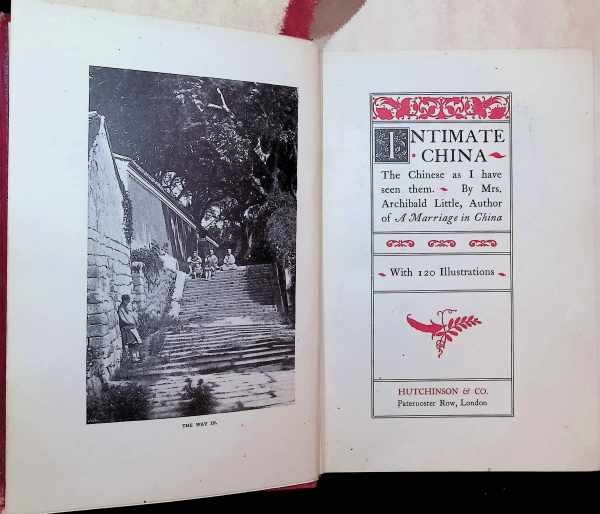 THE WAY IN.
INTIMATE
· CHINA
The Chinese as I have
seen them. By Mrs.
Archibald Little, Author
of A Marriage in China
With 120 Illustrations
HUTCHINSON & CO.
Paternoster Row, London